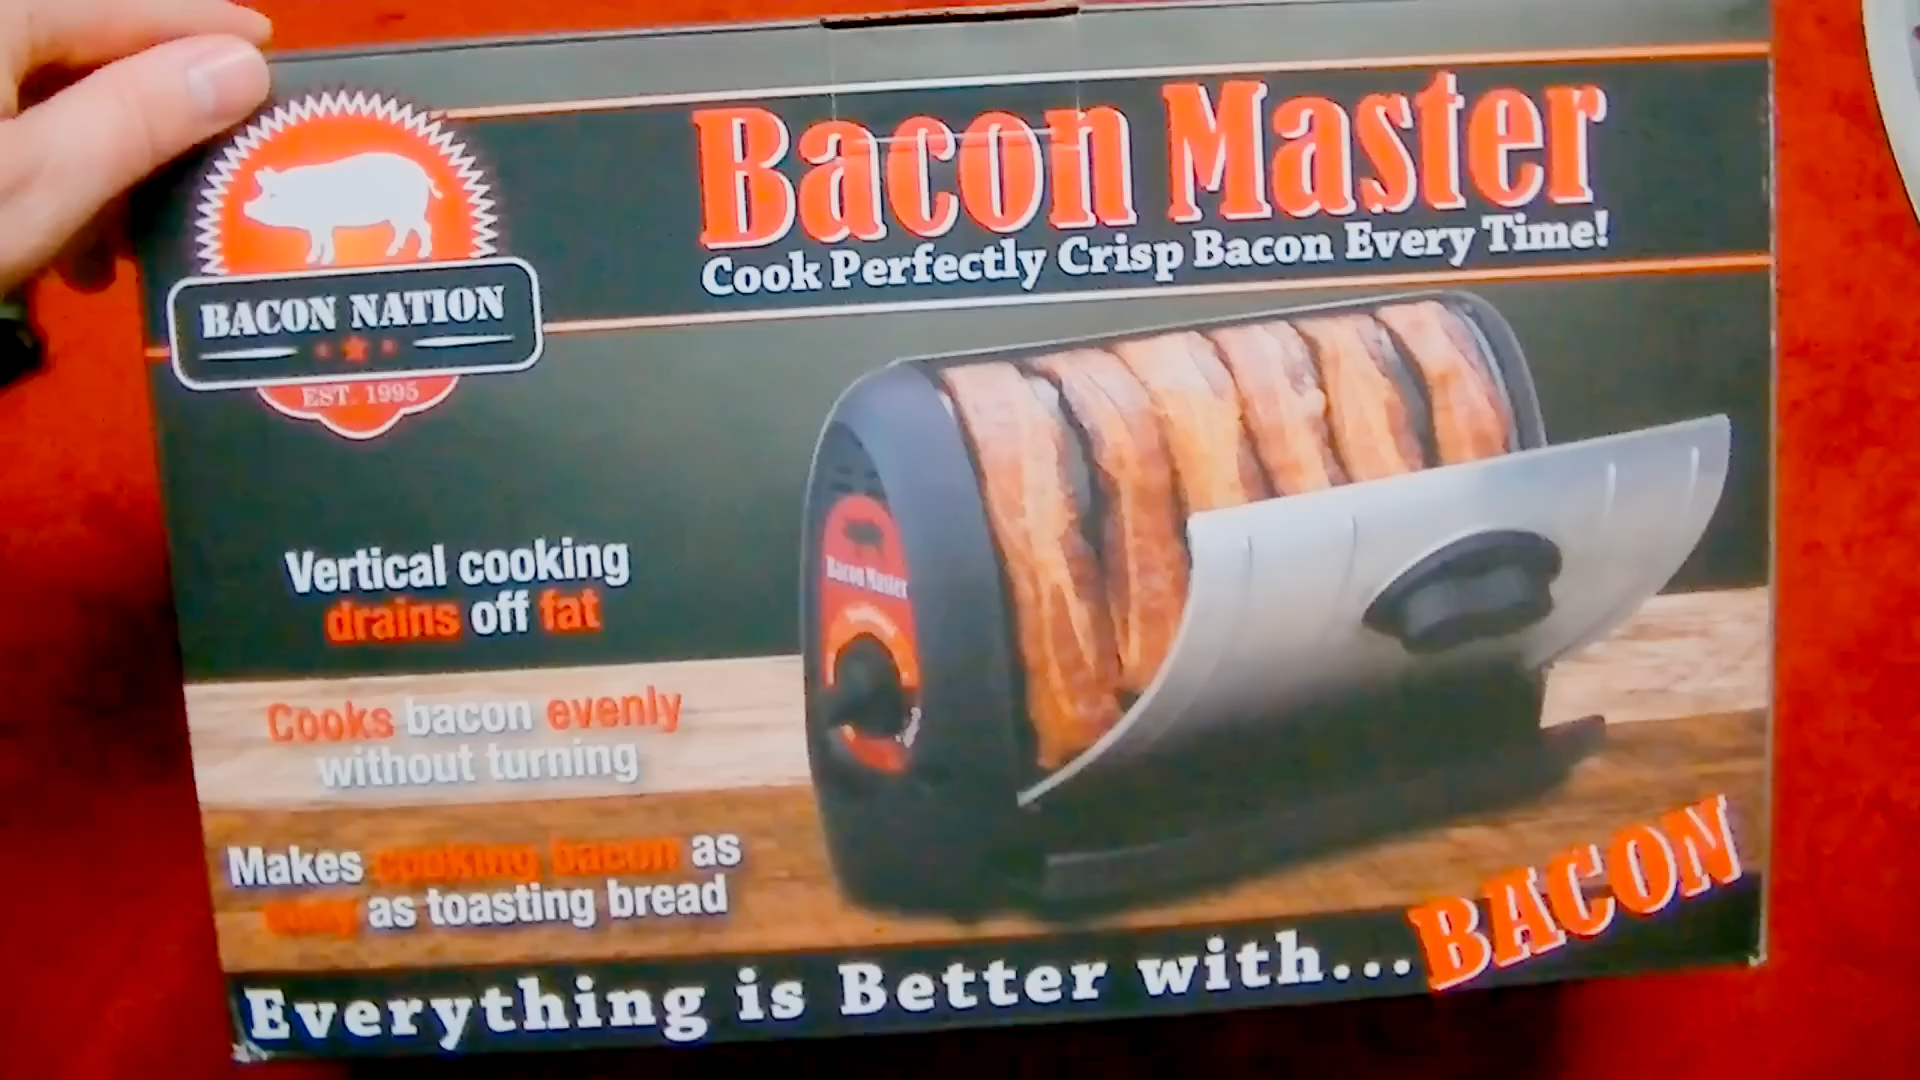 Bacon Master
Cook Perfectly Crisp Bacon Every Time!
BACON NATION
EST. 1995
Vertical cooking
drains off fat
Cooks bacon evenly
without turning
Makes cooking bacon as
easy as toasting bread
Bacon Master
Everything is Better with... BACON